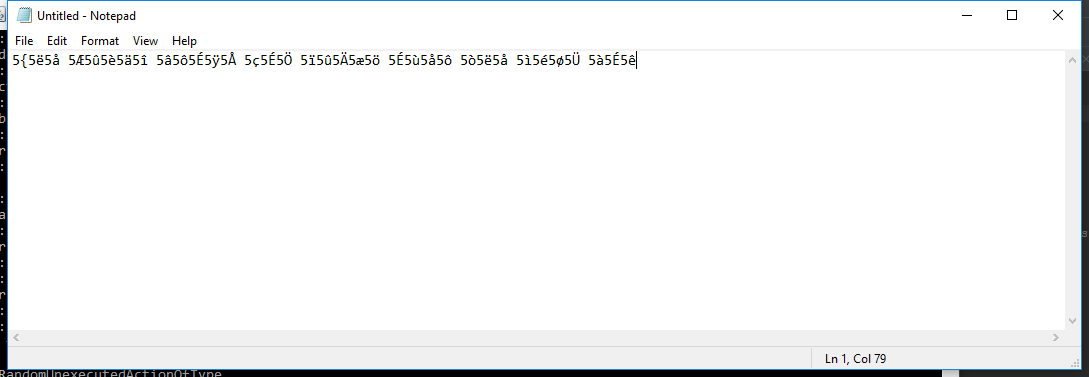 Untitled - Notepad
File Edit Format View Help
5{5ë5å 5Æ5û5è5ä5î 5â5ô5É5ÿ5Å 5ç5É5Ö 5ï5û5Ä5æ5ö 5É5ù5å5ô 5ò5ë5å 5ì5é5ø5Ü 5à5É5ê
Ln 1, Col 79
RandomUnexecutedActionOfType